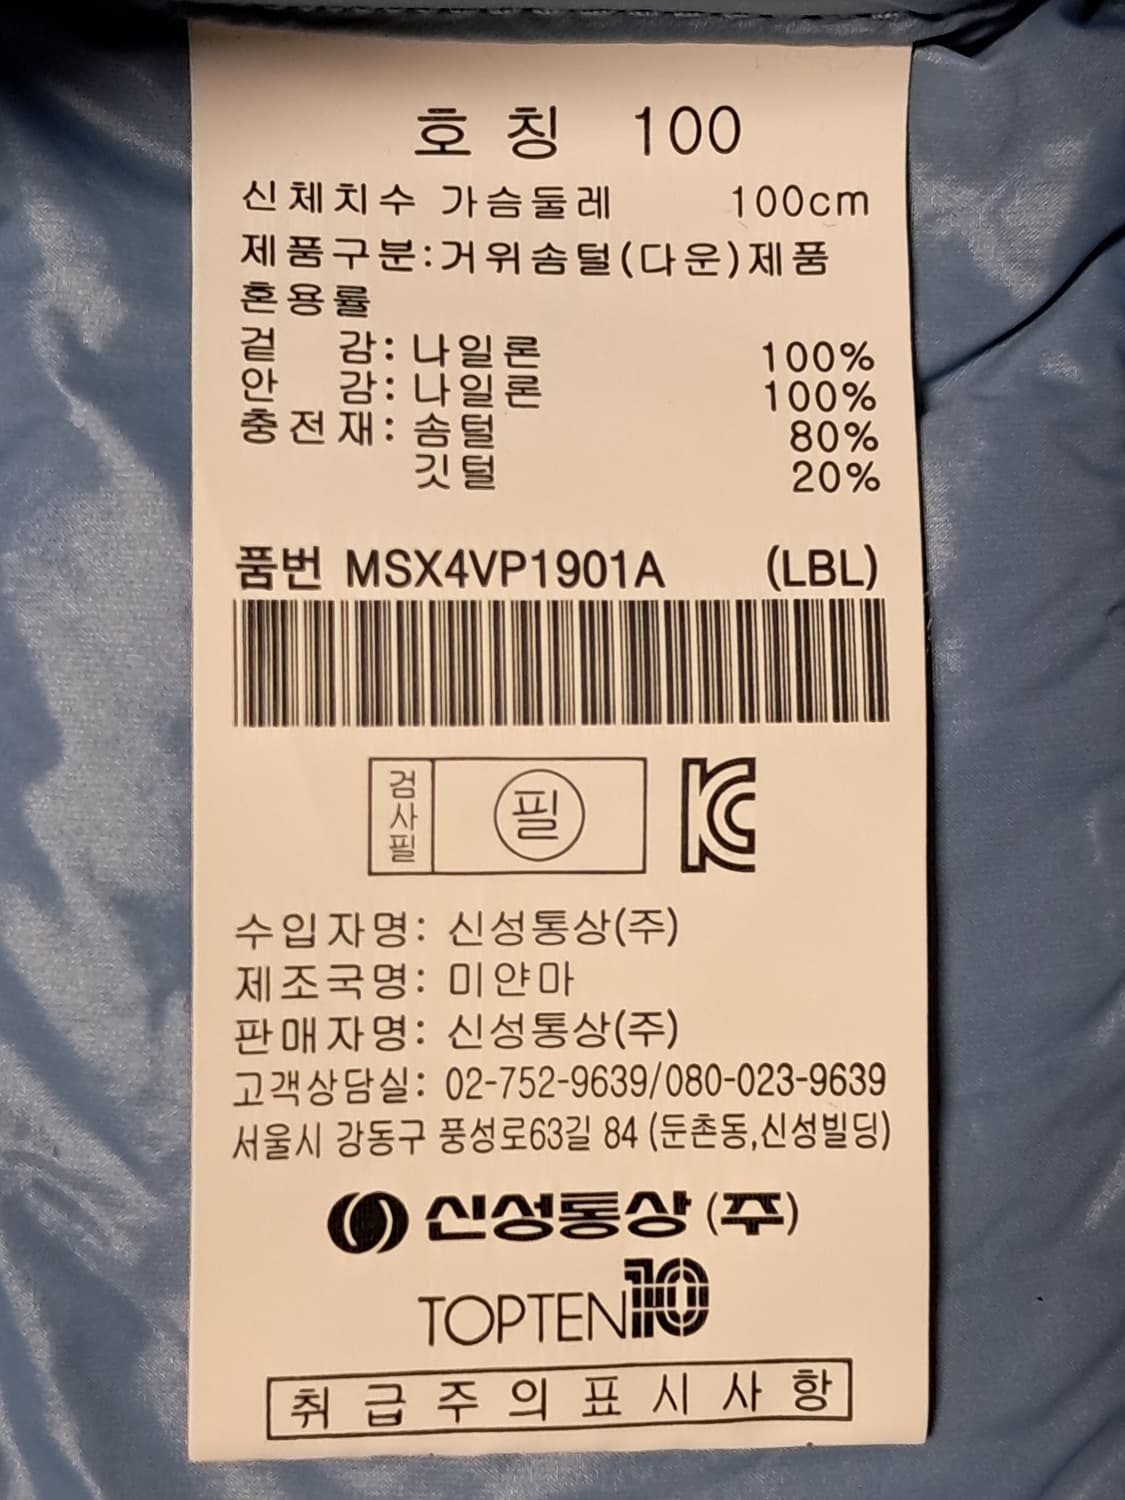 호칭 100
신체치수 가슴둘레 100cm
제품구분:거위솜털(다운)제품
혼용률
겉 감: 나일론 100%
안 감: 나일론 100%
충전재: 솜털 80%
깃털 20%
품번 MSX4VP1901A (LBL)
검사필 필 KC
수입자명: 신성통상(주)
제조국명: 미얀마
판매자명: 신성통상(주)
고객상담실: 02-752-9639/080-023-9639
서울시 강동구 풍성로63길 84 (둔촌동,신성빌딩)
신성통상(주)
TOPTEN10
취급주의표시사항